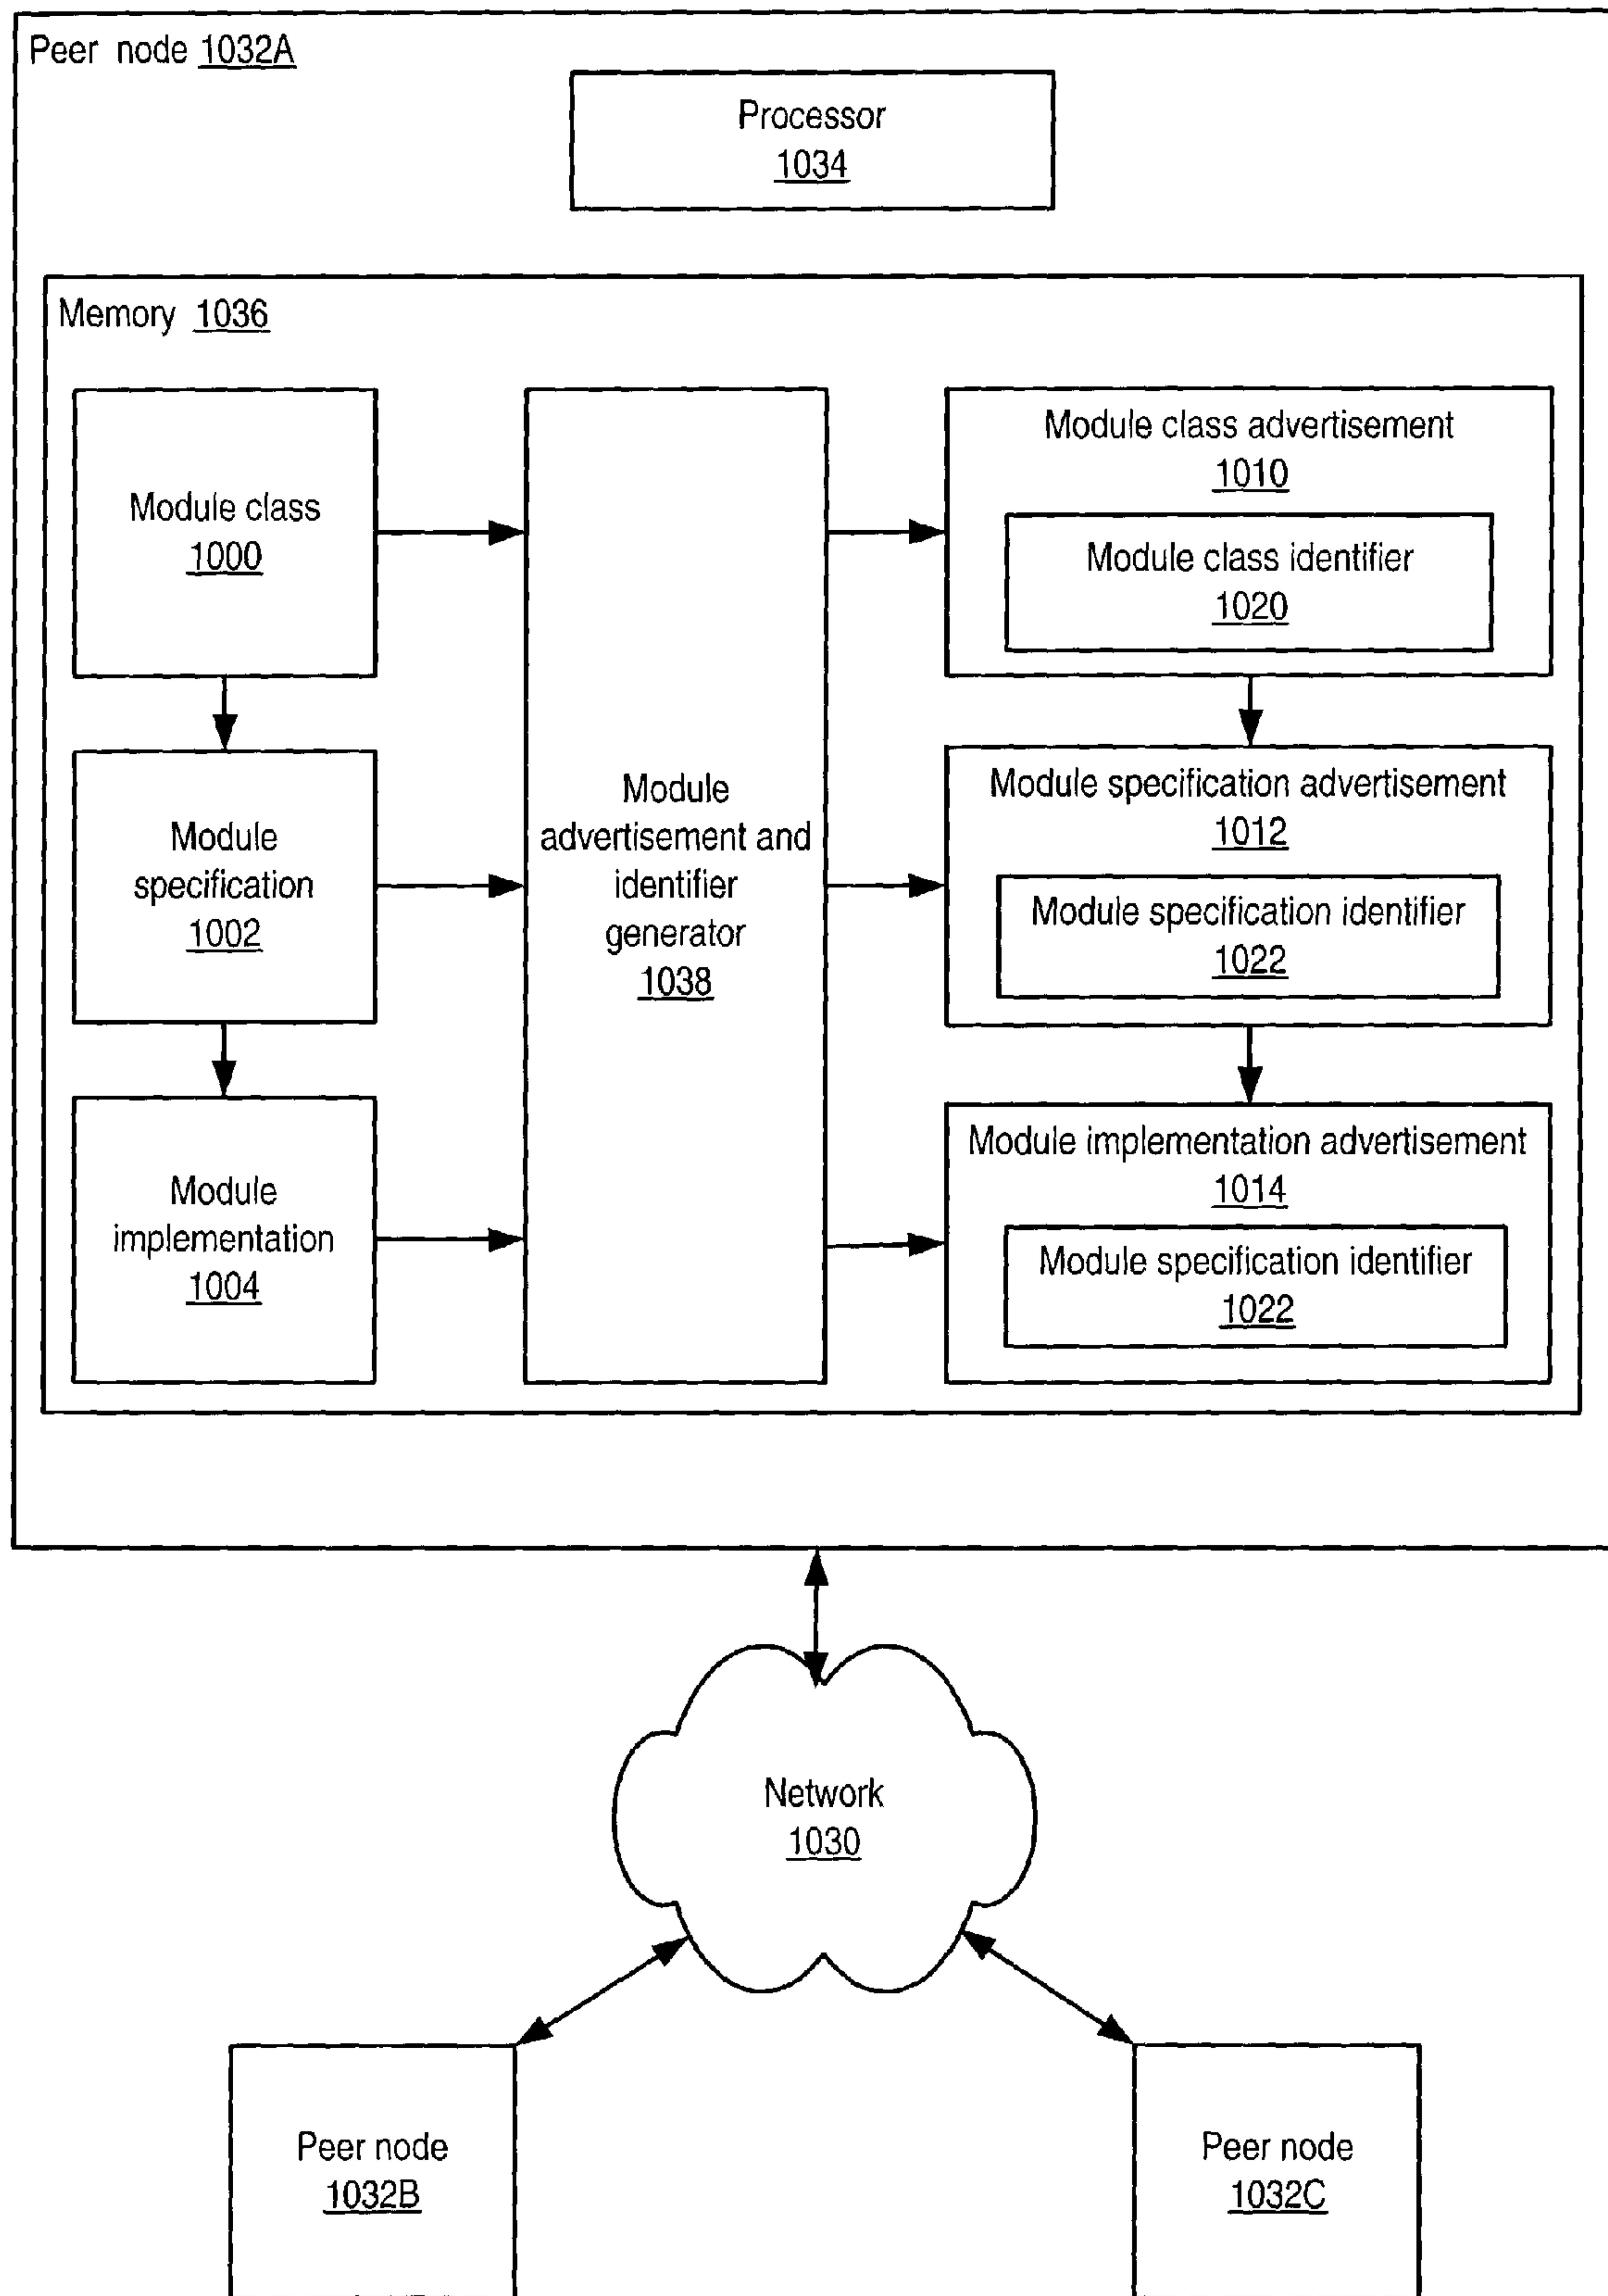 Peer node 1032A
Processor
1034
Memory 1036
Module class
1000
Module
specification
1002
Module
implementation
1004
Module
advertisement and
identifier
generator
1038
Module class advertisement
1010
Module class identifier
1020
Module specification advertisement
1012
Module specification identifier
1022
Module implementation advertisement
1014
Module specification identifier
1022
Network
1030
Peer node
1032B
Peer node
1032C